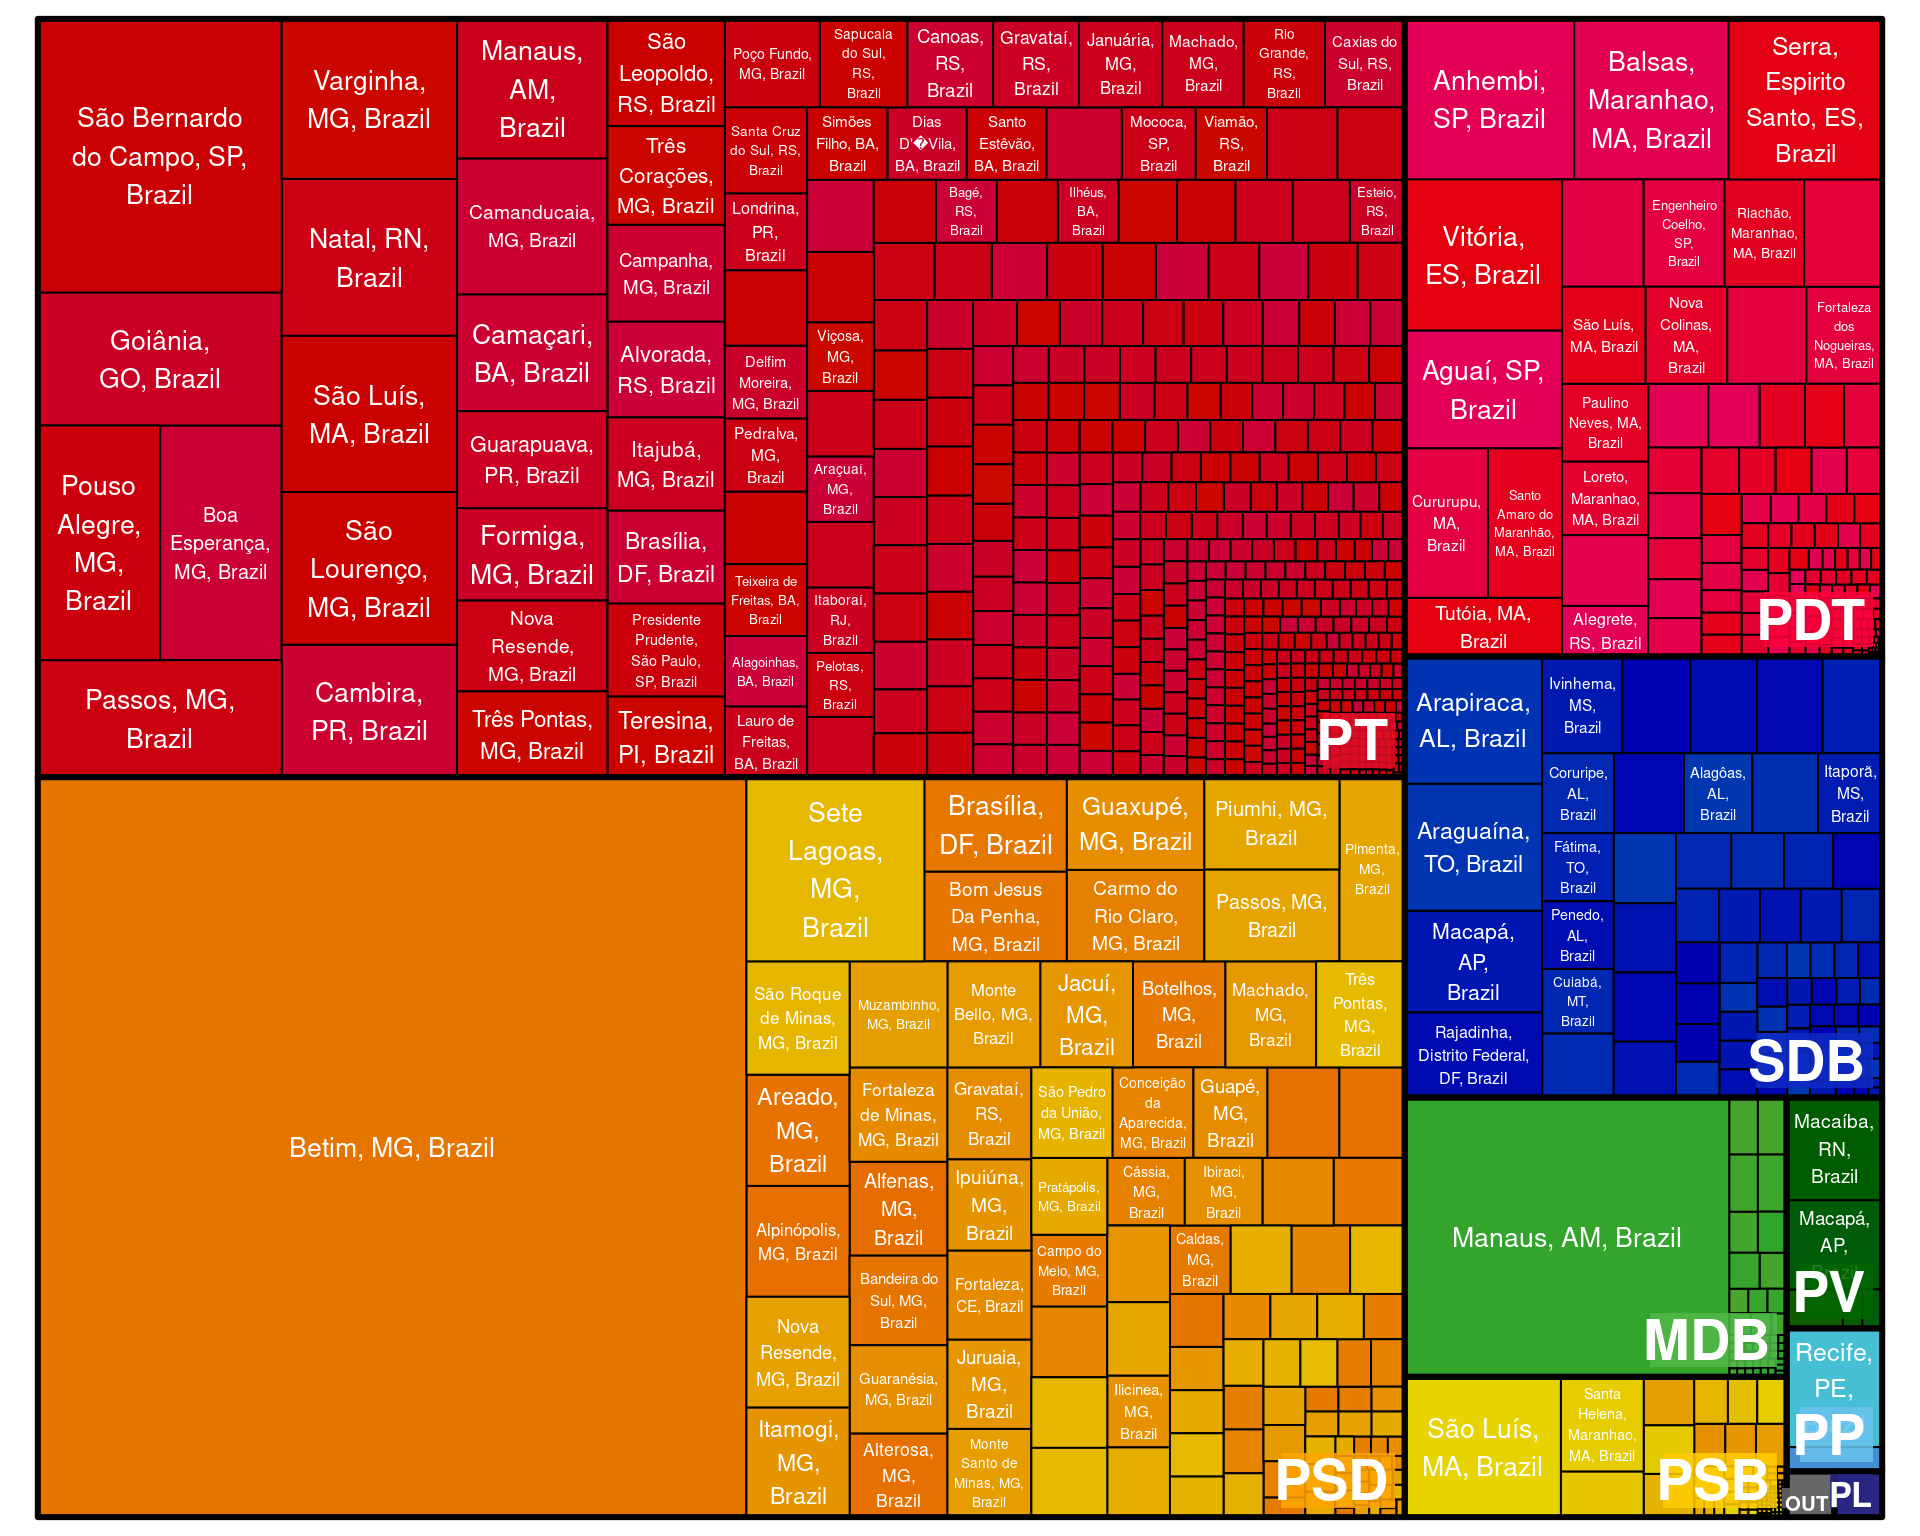 São Bernardo
do Campo, SP,
Brazil
Goiânia,
GO, Brazil
Pouso
Alegre,
MG,
Brazil
Boa
Esperança,
MG, Brazil
Passos, MG,
Brazil
Varginha,
MG, Brazil
Natal, RN,
Brazil
São Luís,
MA, Brazil
São
Lourenço,
MG, Brazil
Cambira,
PR, Brazil
Manaus,
AM,
Brazil
Camanducaia,
MG, Brazil
Camaçari,
BA, Brazil
Guarapuava,
PR, Brazil
Formiga,
MG, Brazil
Nova
Resende,
MG, Brazil
Três Pontas,
MG, Brazil
São
Leopoldo,
RS, Brazil
Três
Corações,
MG, Brazil
Campanha,
MG, Brazil
Alvorada,
RS, Brazil
Itajubá,
MG, Brazil
Brasília,
DF, Brazil
Presidente
Prudente,
São Paulo,
SP, Brazil
Teresina,
PI, Brazil
Poço Fundo,
MG, Brazil
Sapucaia
do Sul,
RS,
Brazil
Canoas,
RS,
Brazil
Gravataí,
RS,
Brazil
Januária,
MG,
Brazil
Machado,
MG,
Brazil
Rio
Grande,
RS,
Brazil
Caxias do
Sul, RS,
Brazil
Santa Cruz
do Sul, RS,
Brazil
Londrina,
PR,
Brazil
Delfim
Moreira,
MG, Brazil
Pedralva,
MG,
Brazil
Teixeira de
Freitas, BA,
Brazil
Alagoinhas,
BA, Brazil
Lauro de
Freitas,
BA, Brazil
Simões
Filho, BA,
Brazil
Dias
D'�Vila,
BA, Brazil
Santo
Estêvão,
BA, Brazil
Mococa,
SP,
Brazil
Viamão,
RS,
Brazil
Viçosa,
MG,
Brazil
Araçuaí,
MG,
Brazil
Itaboraí,
RJ,
Brazil
Pelotas,
RS,
Brazil
Bagé,
RS,
Brazil
Ilhéus,
BA,
Brazil
Esteio,
RS,
Brazil
PT
Anhembi,
SP, Brazil
Balsas,
Maranhao,
MA, Brazil
Serra,
Espirito
Santo, ES,
Brazil
Vitória,
ES, Brazil
Aguaí, SP,
Brazil
Cururupu,
MA,
Brazil
Santo
Amaro do
Maranhão,
MA, Brazil
Tutóia, MA,
Brazil
Engenheiro
Coelho,
SP,
Brazil
Riachão,
Maranhao,
MA, Brazil
São Luís,
MA, Brazil
Nova
Colinas,
MA,
Brazil
Fortaleza
dos
Nogueiras,
MA, Brazil
Paulino
Neves, MA,
Brazil
Loreto,
Maranhao,
MA, Brazil
Alegrete,
RS, Brazil
PDT
Arapiraca,
AL, Brazil
Araguaína,
TO, Brazil
Macapá,
AP,
Brazil
Rajadinha,
Distrito Federal,
DF, Brazil
Ivinhema,
MS,
Brazil
Coruripe,
AL,
Brazil
Alagôas,
AL,
Brazil
Itaporã,
MS,
Brazil
Fátima,
TO,
Brazil
Penedo,
AL,
Brazil
Cuiabá,
MT,
Brazil
SDB
Betim, MG, Brazil
Sete
Lagoas,
MG,
Brazil
Brasília,
DF, Brazil
Bom Jesus
Da Penha,
MG, Brazil
Guaxupé,
MG, Brazil
Carmo do
Rio Claro,
MG, Brazil
Piumhi, MG,
Brazil
Passos, MG,
Brazil
Pimenta,
MG,
Brazil
São Roque
de Minas,
MG, Brazil
Areado,
MG,
Brazil
Alpinópolis,
MG, Brazil
Nova
Resende,
MG, Brazil
Itamogi,
MG,
Brazil
Muzambinho,
MG, Brazil
Fortaleza
de Minas,
MG, Brazil
Alfenas,
MG,
Brazil
Bandeira do
Sul, MG,
Brazil
Guaranésia,
MG, Brazil
Alterosa,
MG,
Brazil
Monte
Bello, MG,
Brazil
Gravataí,
RS,
Brazil
Ipuiúna,
MG,
Brazil
Fortaleza,
CE, Brazil
Juruaia,
MG,
Brazil
Monte
Santo de
Minas, MG,
Brazil
Jacuí,
MG,
Brazil
Botelhos,
MG,
Brazil
Machado,
MG,
Brazil
Três
Pontas,
MG,
Brazil
São Pedro
da União,
MG, Brazil
Conceição
da
Aparecida,
MG, Brazil
Guapé,
MG,
Brazil
Pratápolis,
MG, Brazil
Cássia,
MG,
Brazil
Ibiraci,
MG,
Brazil
Campo do
Meio, MG,
Brazil
Caldas,
MG,
Brazil
Ilicinea,
MG,
Brazil
PSD
Manaus, AM, Brazil
MDB
Macaíba,
RN,
Brazil
Macapá,
AP,
Brazil
PV
São Luís,
MA, Brazil
Santa
Helena,
Maranhao,
MA, Brazil
PSB
Recife,
PE,
PP
OUT
PL